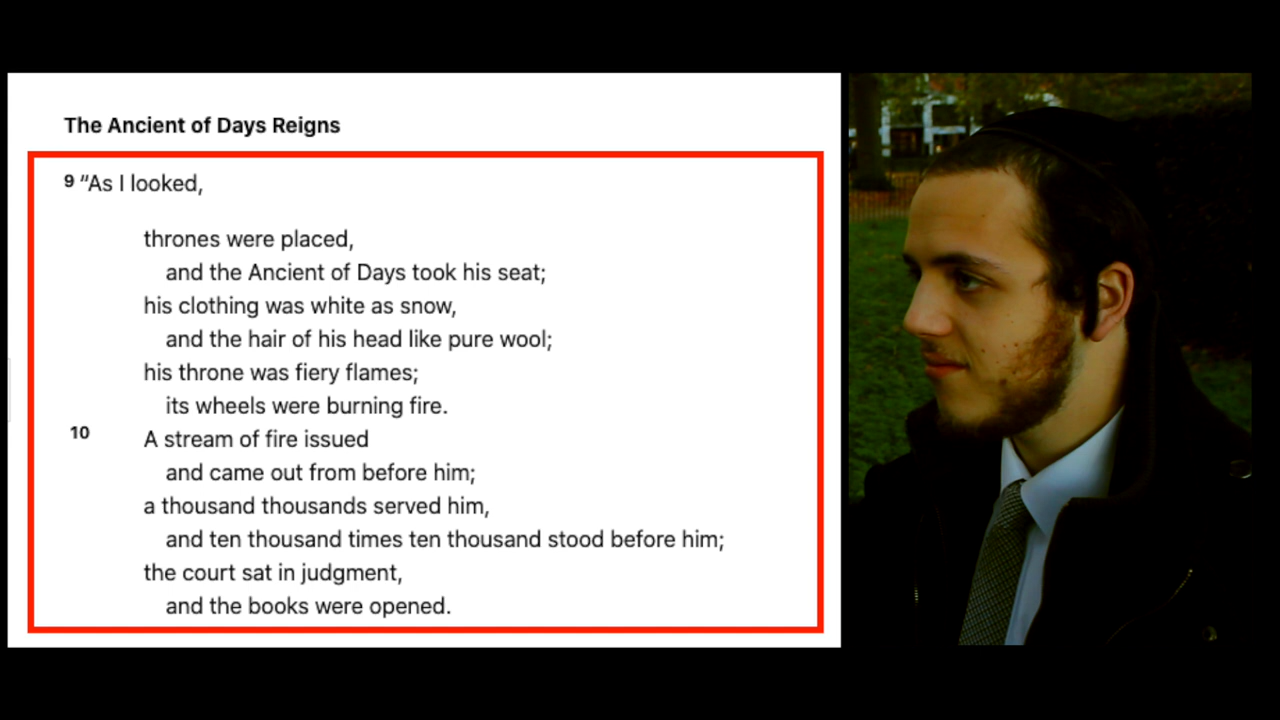 The Ancient of Days Reigns
9 “As I looked,
thrones were placed,
and the Ancient of Days took his seat;
his clothing was white as snow,
and the hair of his head like pure wool;
his throne was fiery flames;
its wheels were burning fire.
10 A stream of fire issued
and came out from before him;
a thousand thousands served him,
and ten thousand times ten thousand stood before him;
the court sat in judgment,
and the books were opened.